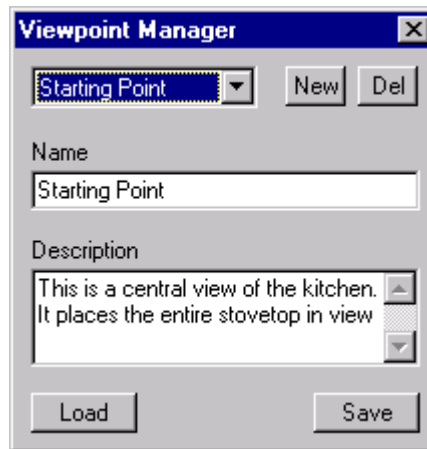 Viewpoint Manager
Starting Point
New
Del
Name
Starting Point
Description
This is a central view of the kitchen.
It places the entire stovetop in view
Load
Save